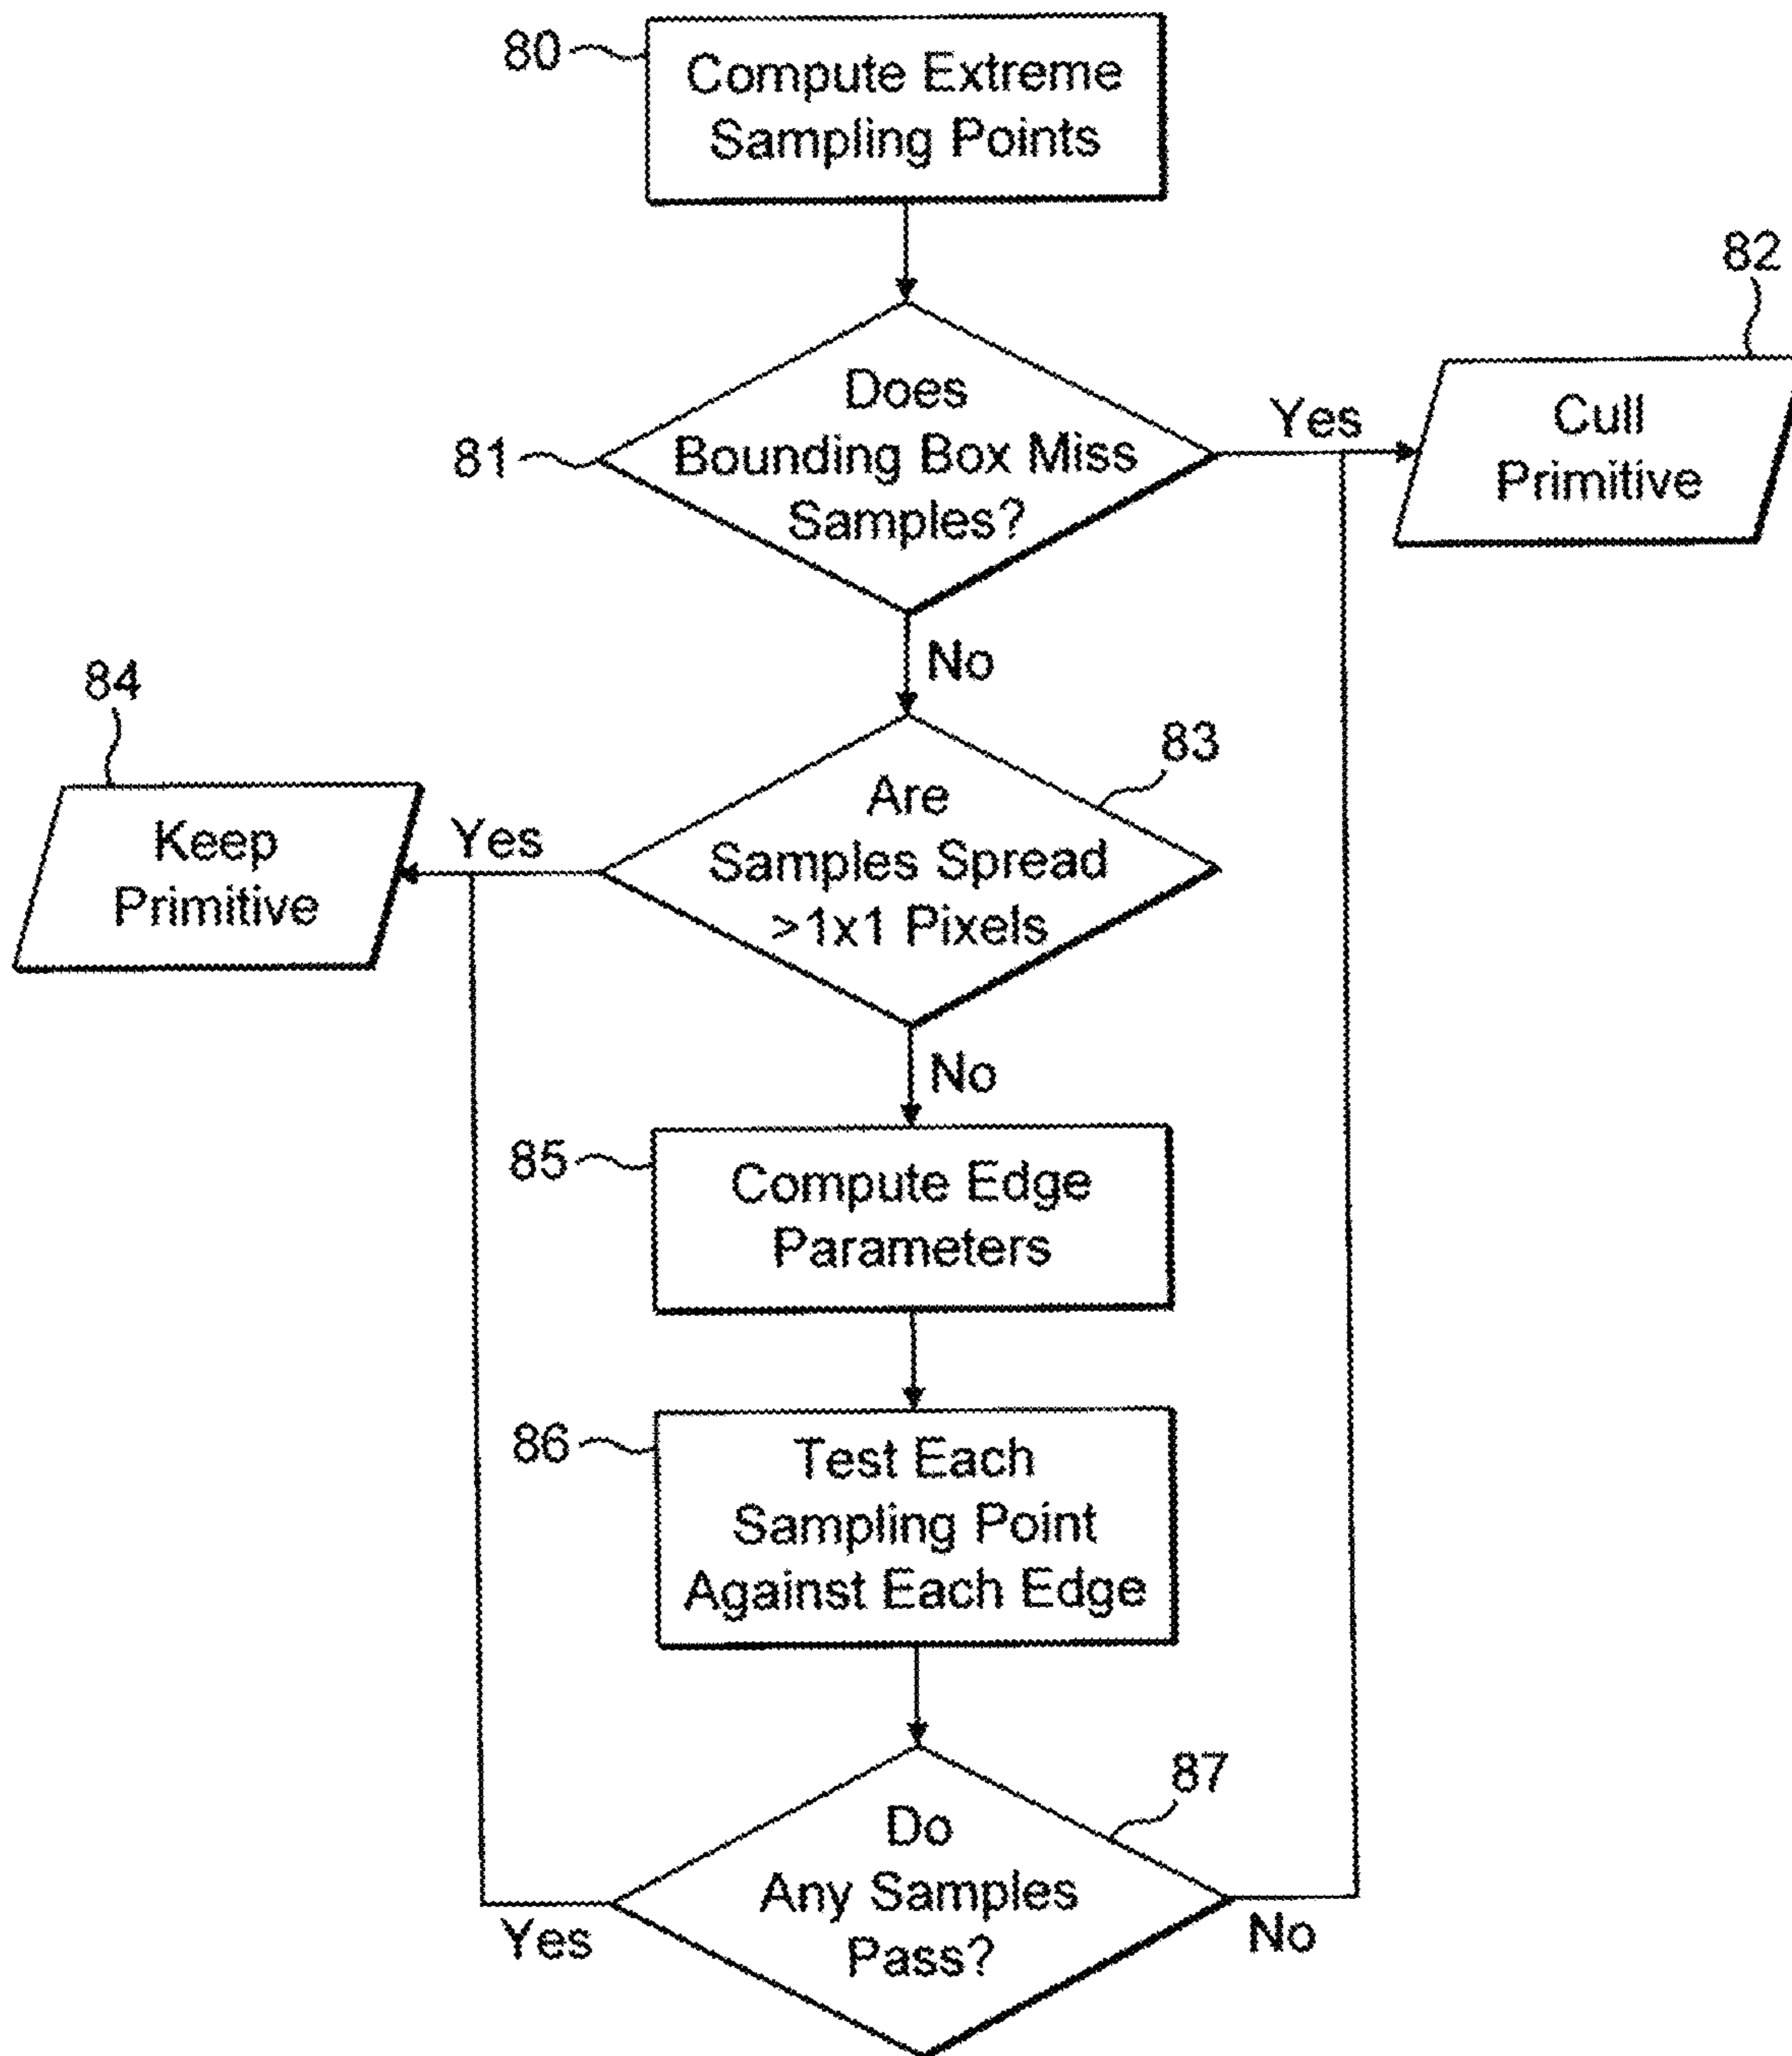 80
Compute Extreme
Sampling Points
82
81
Does
Bounding Box Miss
Samples?
Yes
Cull
Primitive
No
84
83
Keep
Primitive
Yes
Are
Samples Spread
>1x1 Pixels
No
85
Compute Edge
Parameters
86
Test Each
Sampling Point
Against Each Edge
87
Do
Any Samples
Pass?
Yes
No